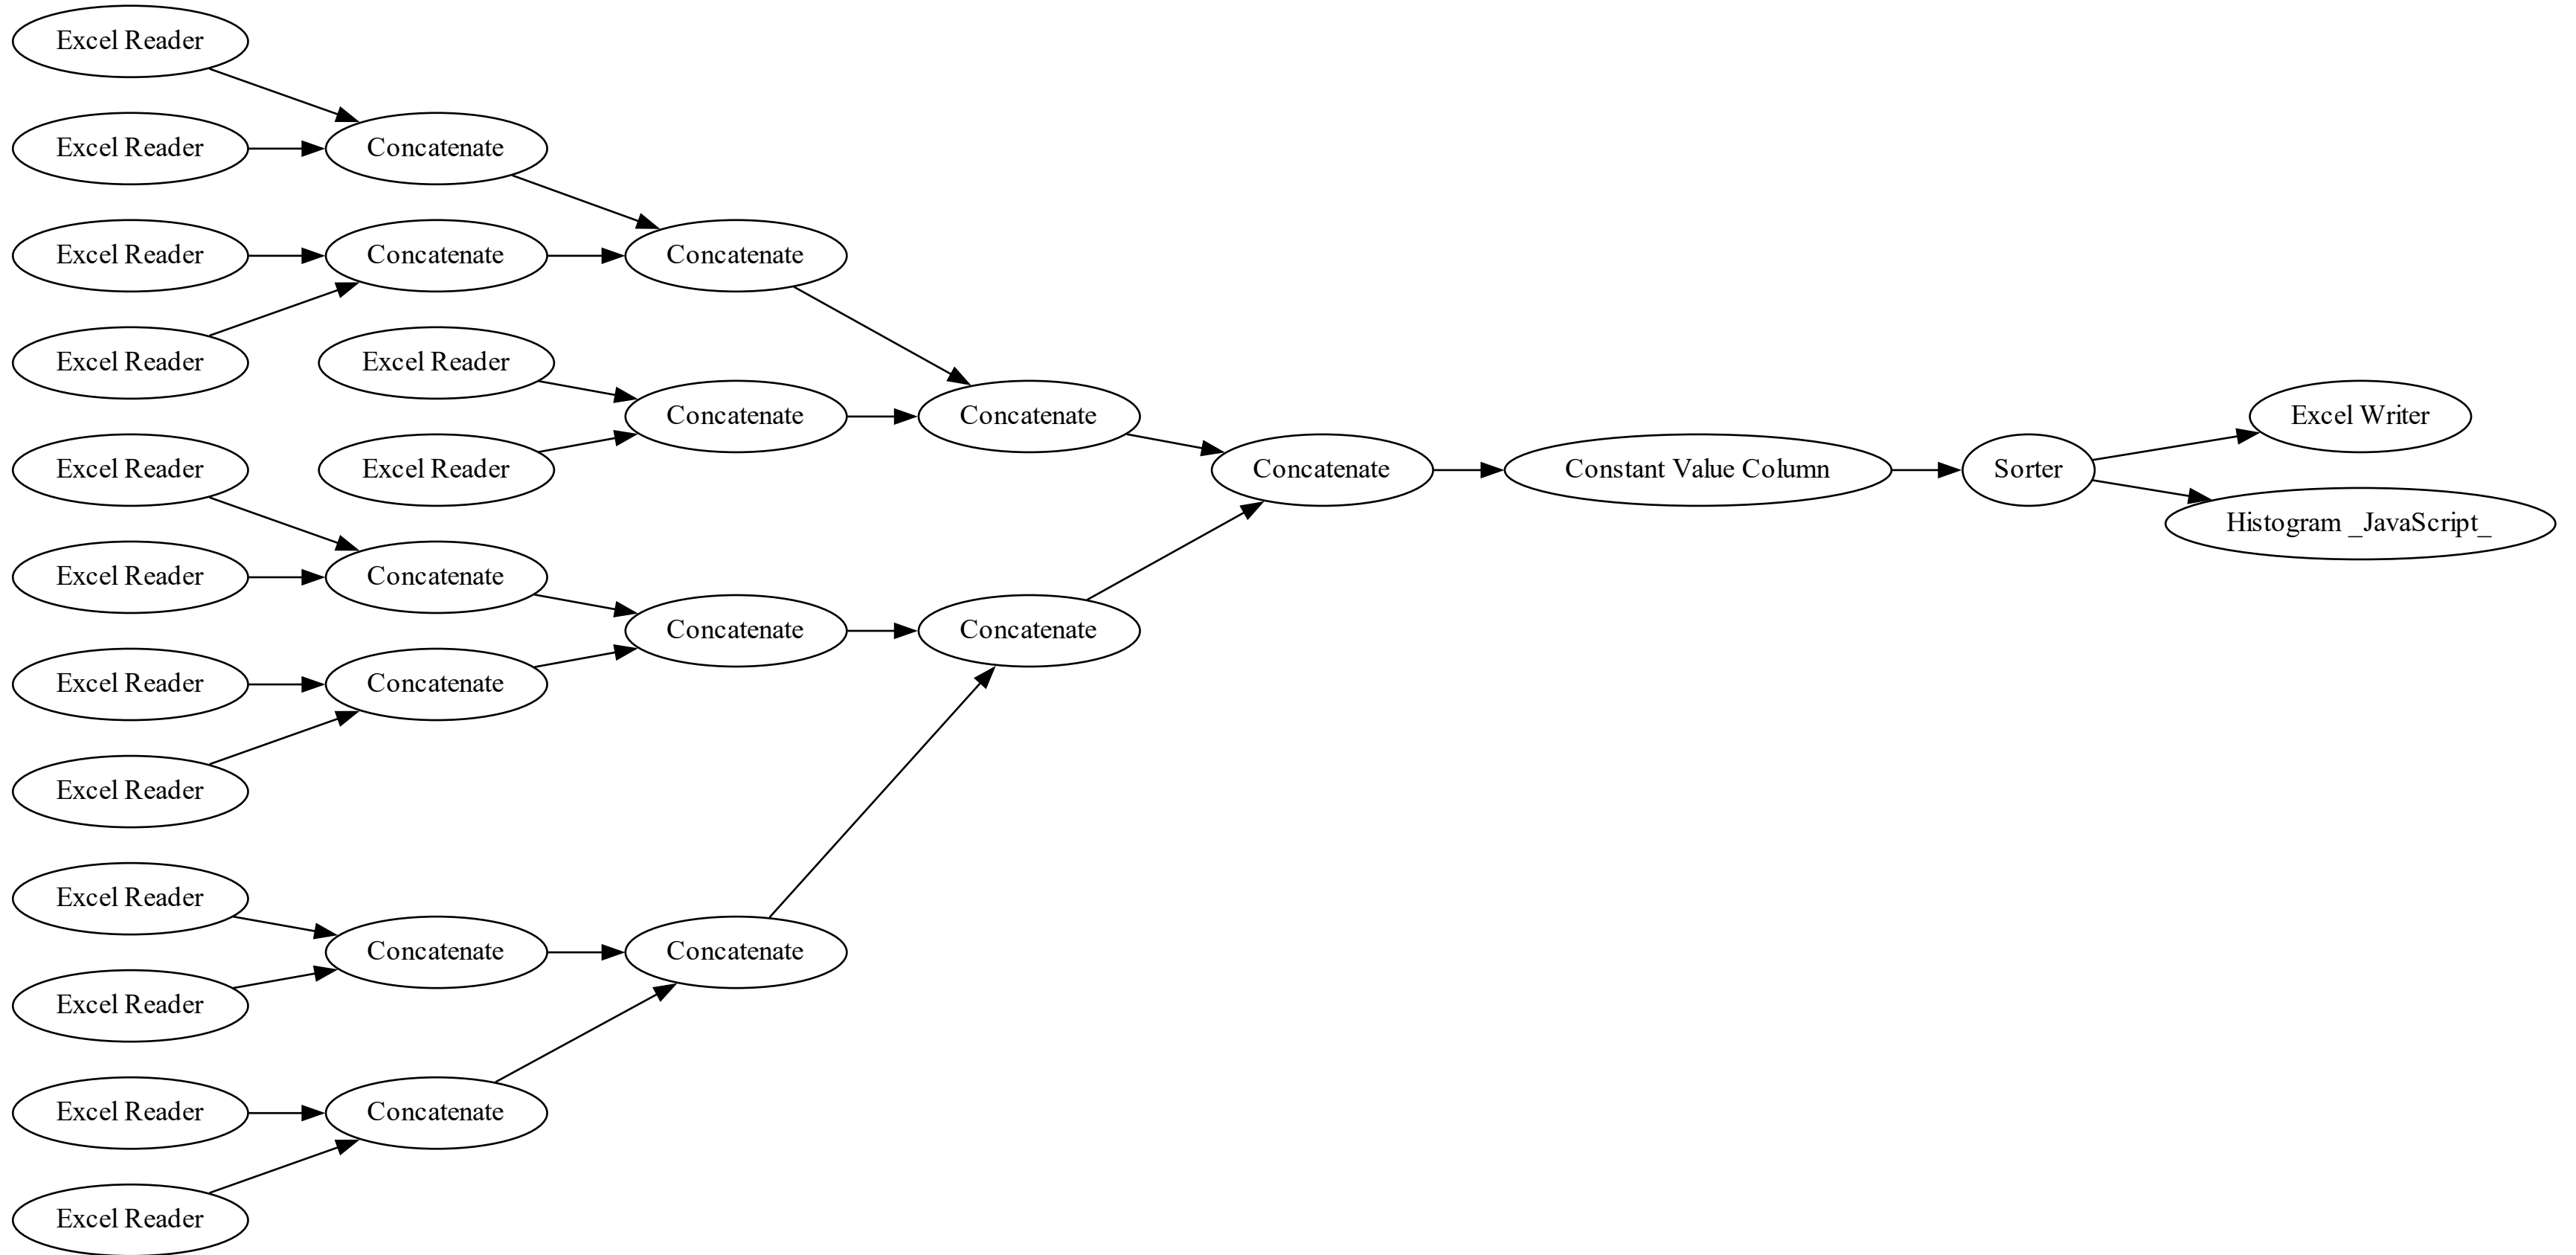 Excel Reader
Excel Reader
Concatenate
Excel Reader
Concatenate
Concatenate
Excel Reader
Excel Reader
Concatenate
Concatenate
Excel Writer
Excel Reader
Excel Reader
Concatenate
Constant Value Column
Sorter
Histogram _JavaScript_
Excel Reader
Concatenate
Concatenate
Concatenate
Excel Reader
Concatenate
Excel Reader
Excel Reader
Concatenate
Concatenate
Excel Reader
Excel Reader
Concatenate
Excel Reader